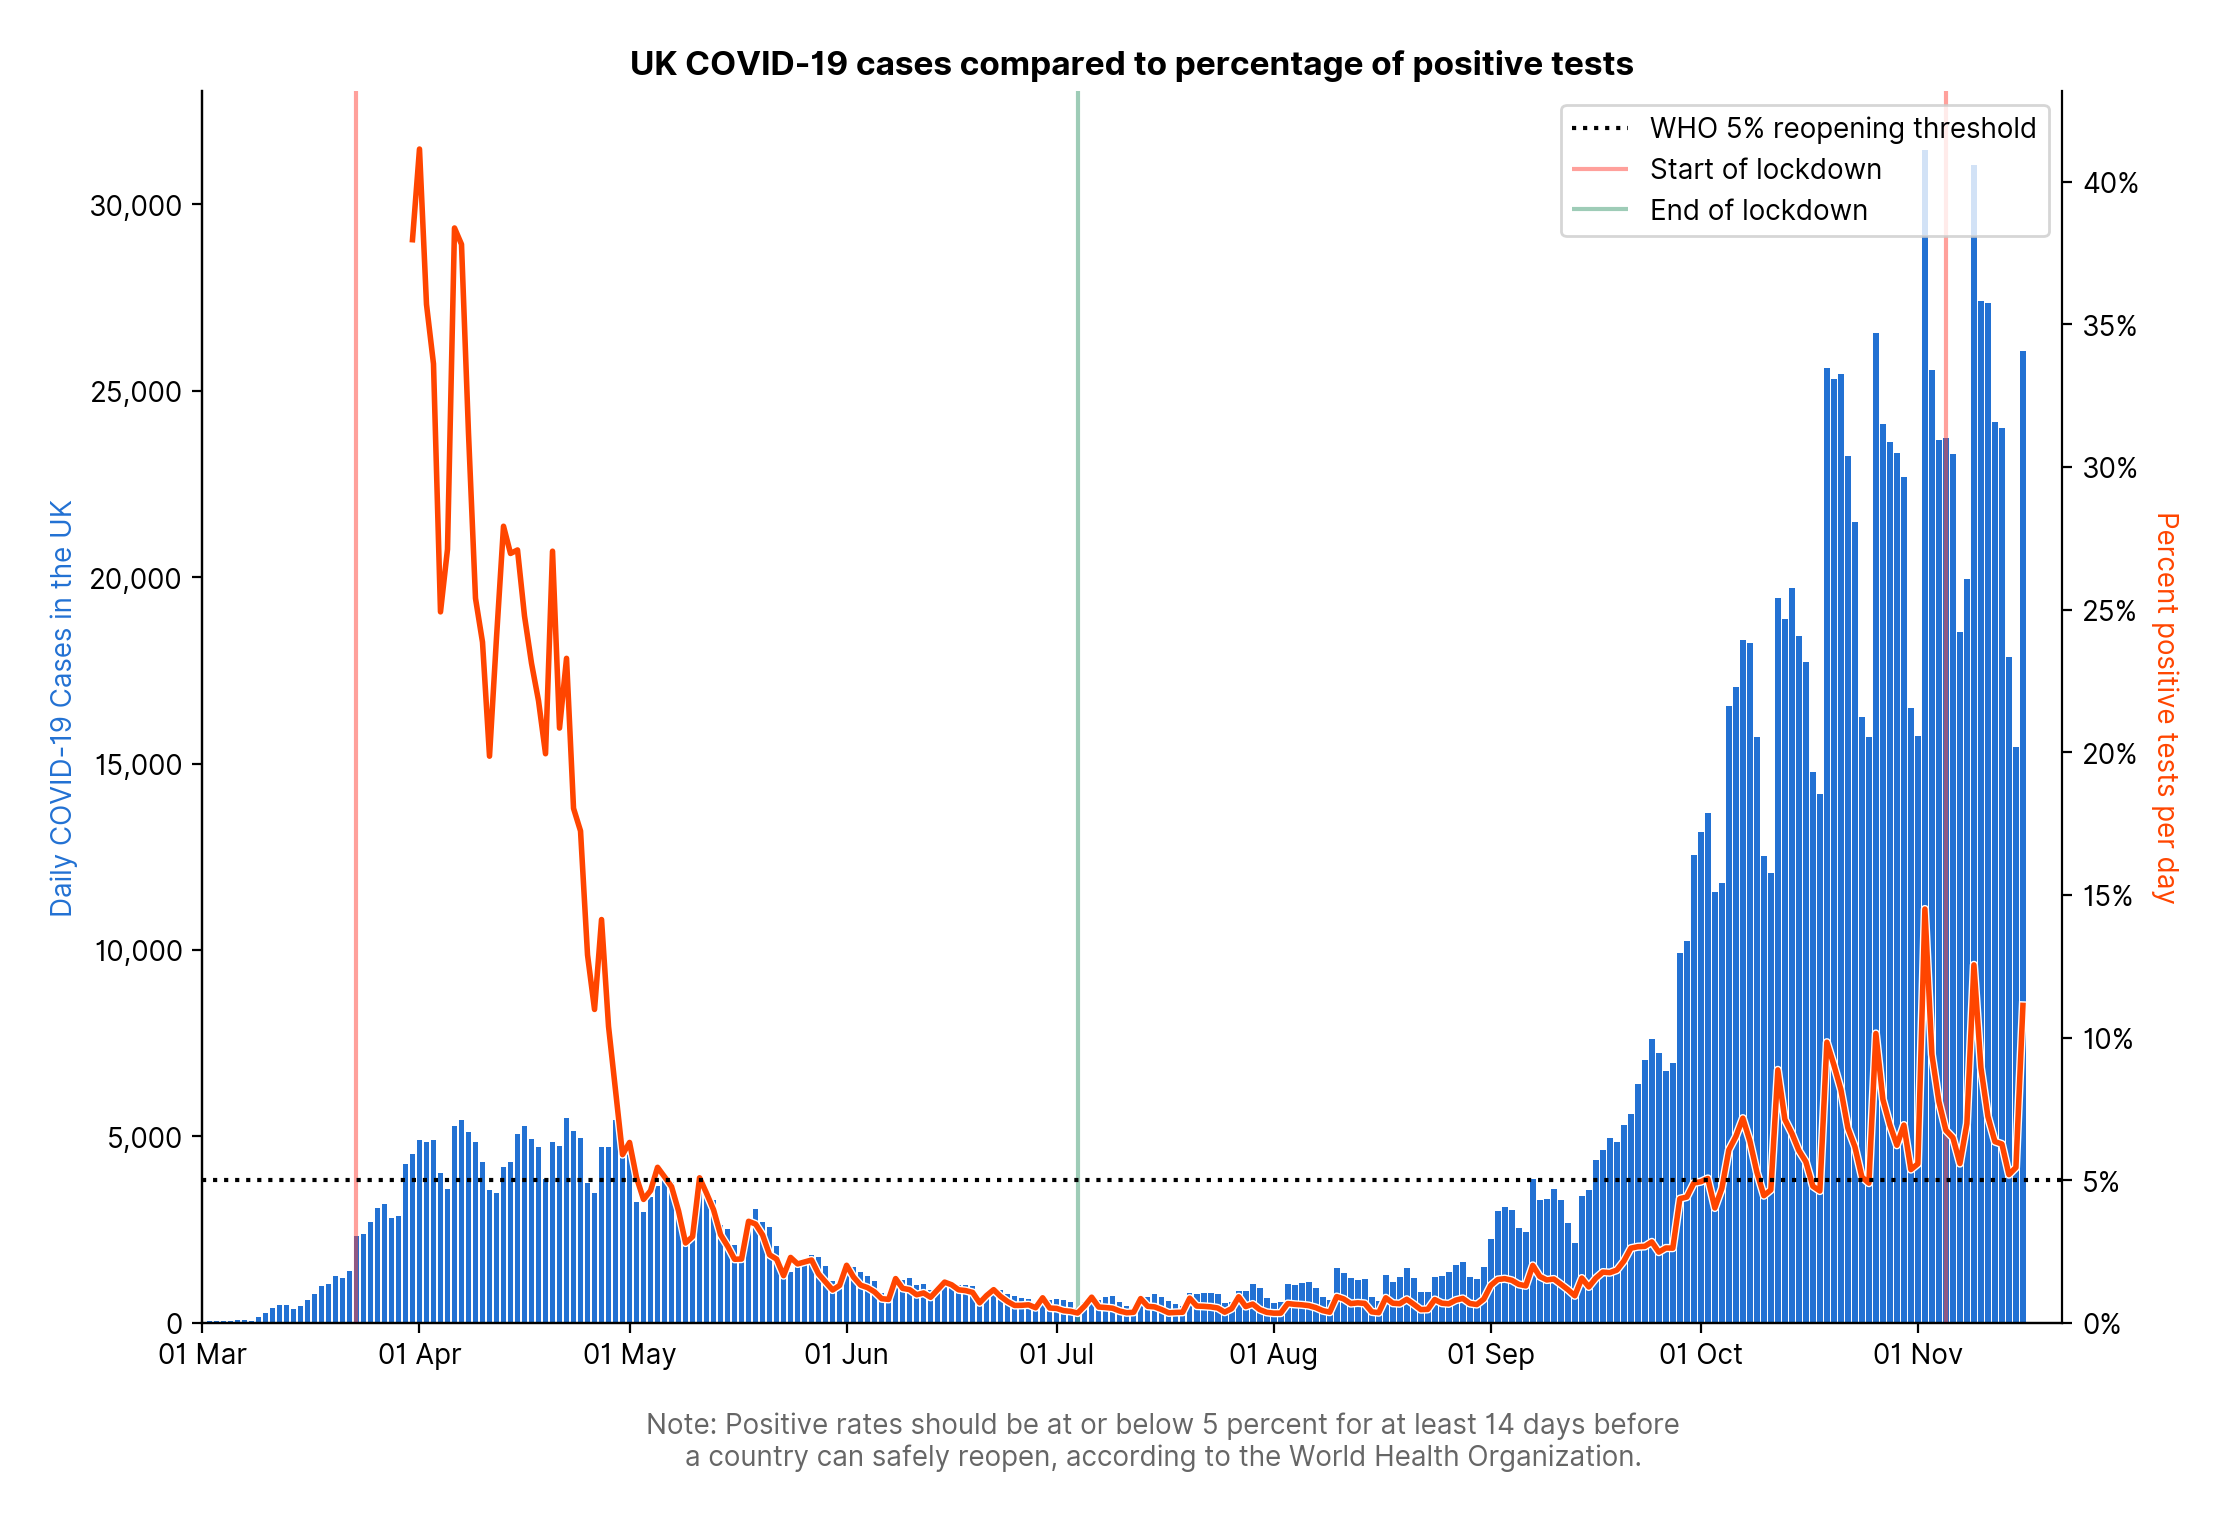 UK COVID-19 cases compared to percentage of positive tests
WHO 5% reopening threshold
Start of lockdown
End of lockdown
Daily COVID-19 Cases in the UK
30,000
25,000
20,000
15,000
10,000
5,000
0
40%
35%
30%
25%
20%
15%
10%
5%
0%
Percent positive tests per day
01 Mar
01 Apr
01 May
01 Jun
01 Jul
01 Aug
01 Sep
01 Oct
01 Nov
Note: Positive rates should be at or below 5 percent for at least 14 days before
a country can safely reopen, according to the World Health Organization.